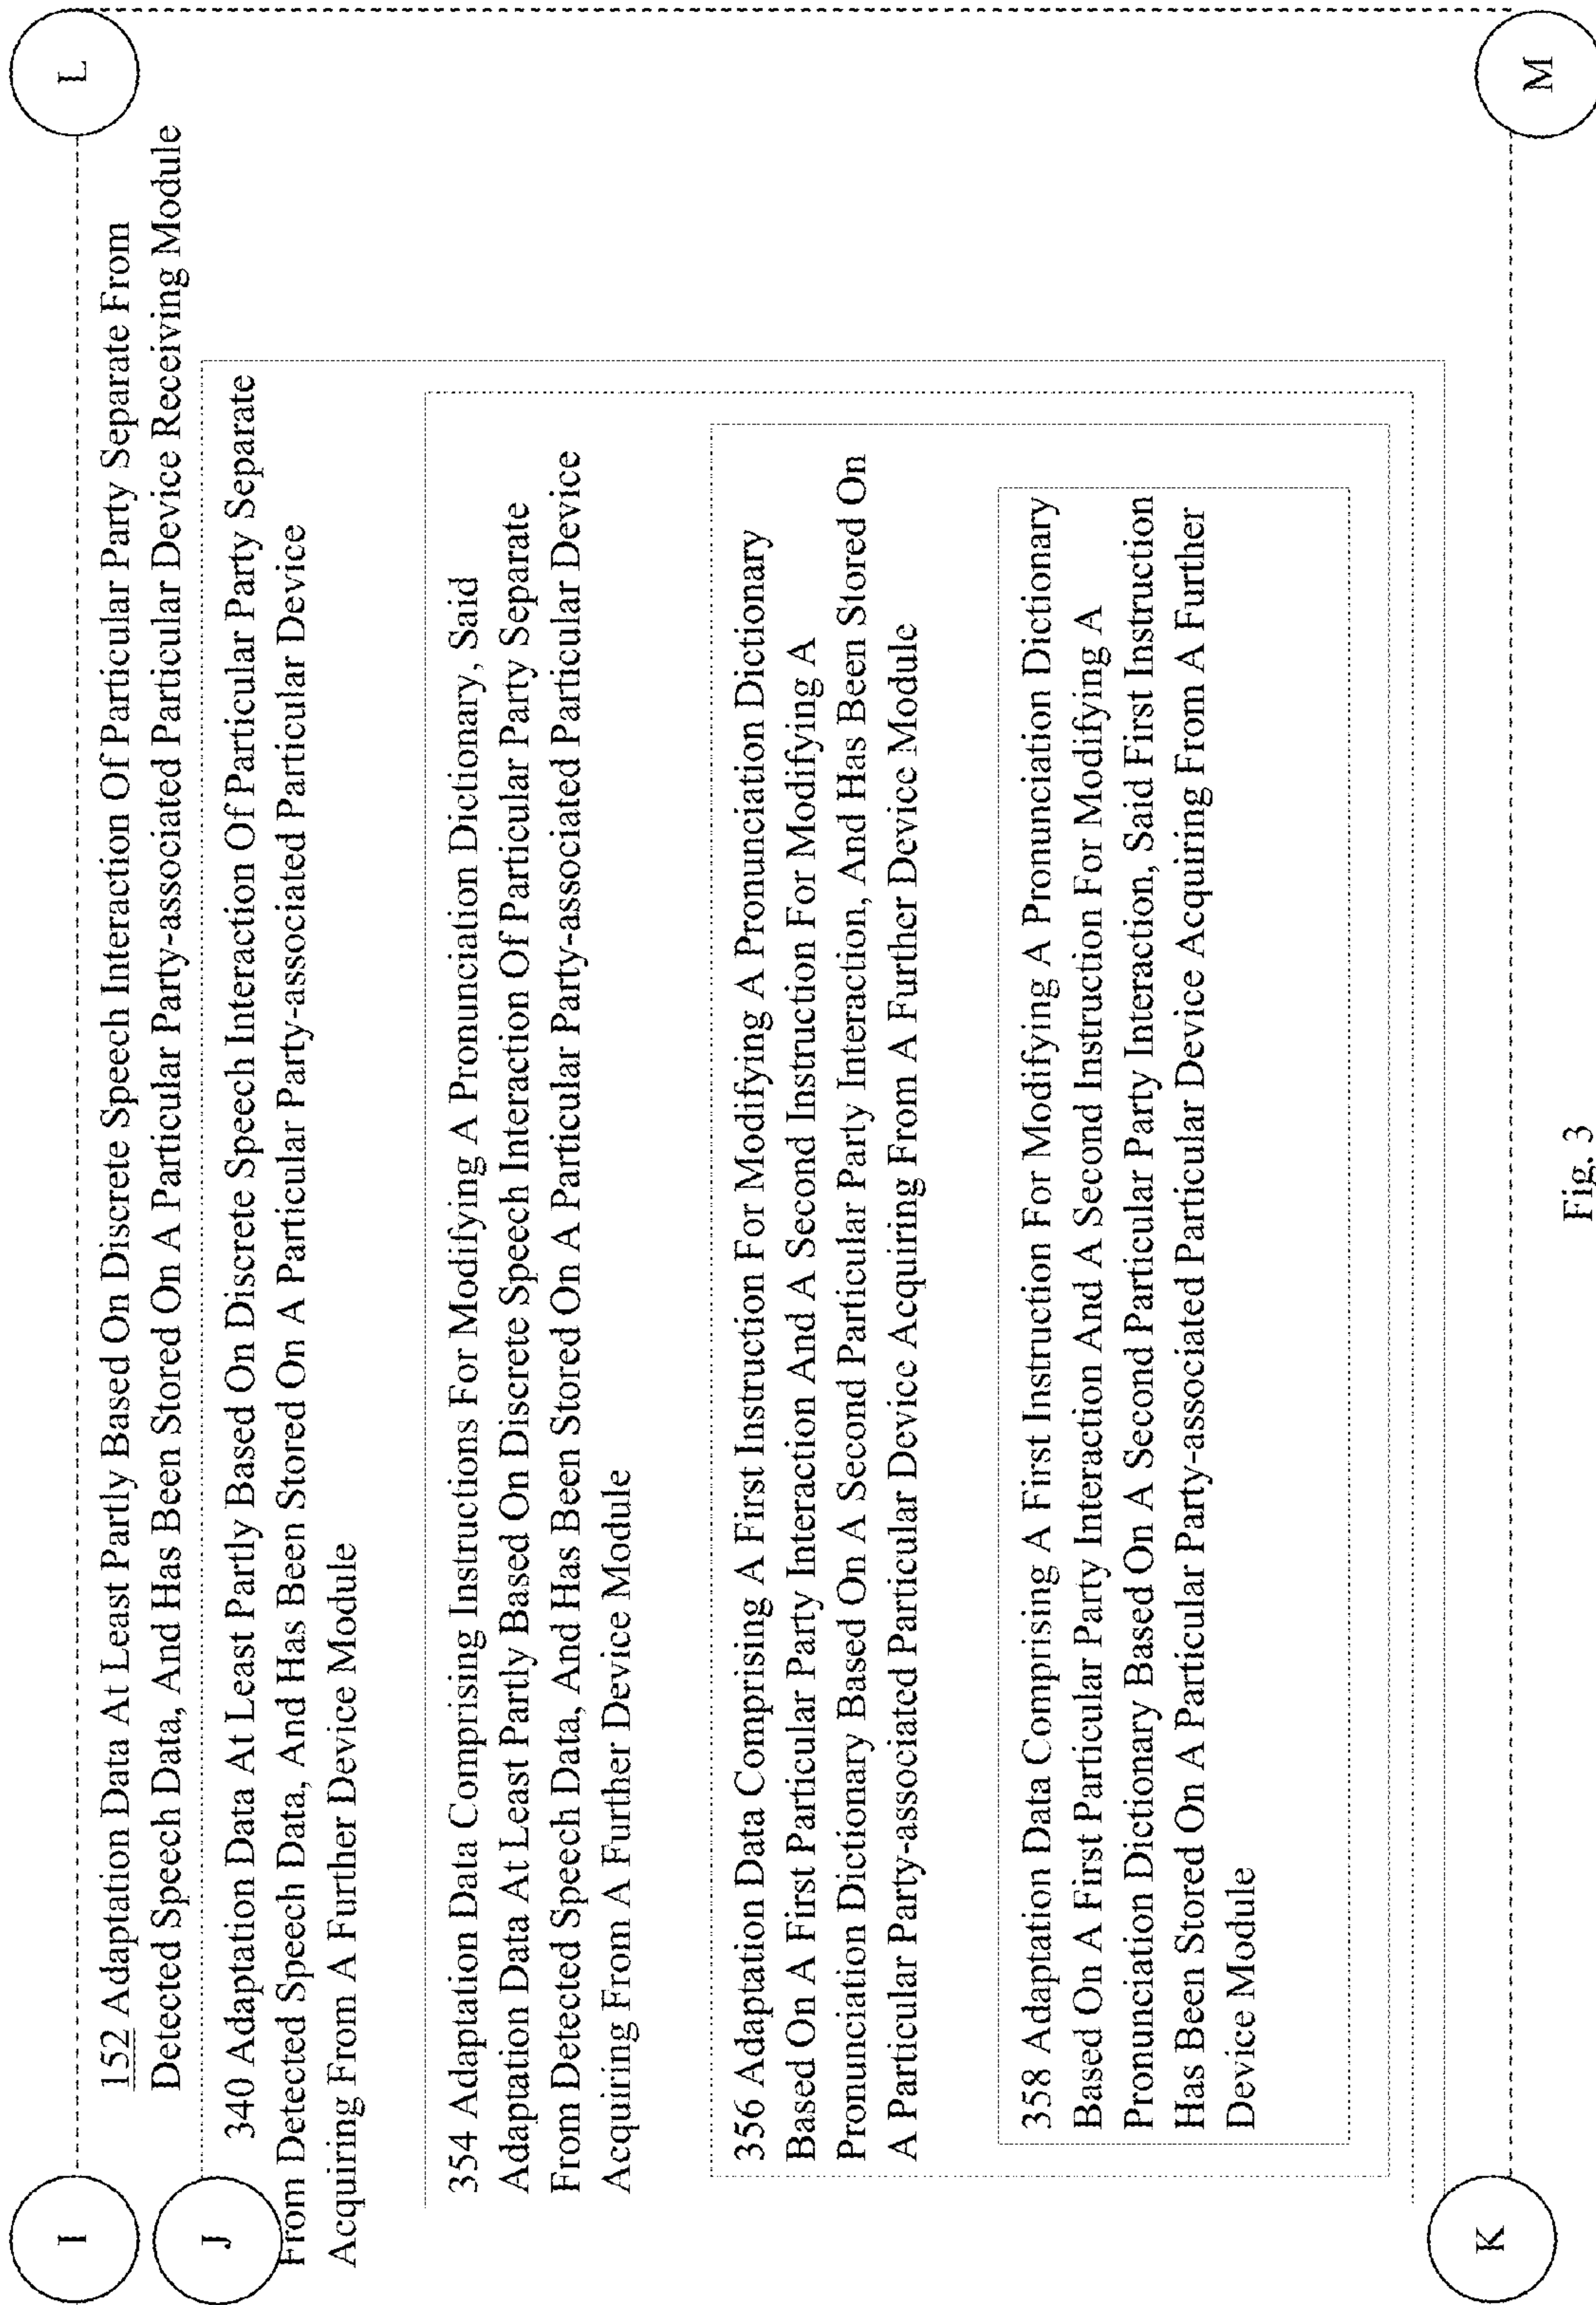 I
L
152 Adaptation Data At Least Partly Based On Discrete Speech Interaction Of Particular Party Separate From
Detected Speech Data, And Has Been Stored On A Particular Party-associated Particular Device Receiving Module
J
340 Adaptation Data At Least Partly Based On Discrete Speech Interaction Of Particular Party Separate
From Detected Speech Data, And Has Been Stored On A Particular Party-associated Particular Device
Acquiring From A Further Device Module
354 Adaptation Data Comprising Instructions For Modifying A Pronunciation Dictionary, Said
Adaptation Data At Least Partly Based On Discrete Speech Interaction Of Particular Party Separate
From Detected Speech Data, And Has Been Stored On A Particular Party-associated Particular Device
Acquiring From A Further Device Module
356 Adaptation Data Comprising A First Instruction For Modifying A Pronunciation Dictionary
Based On A First Particular Party Interaction And A Second Instruction For Modifying A
Pronunciation Dictionary Based On A Second Particular Party Interaction, And Has Been Stored On
A Particular Party-associated Particular Device Acquiring From A Further Device Module
358 Adaptation Data Comprising A First Instruction For Modifying A Pronunciation Dictionary
Based On A First Particular Party Interaction And A Second Instruction For Modifying A
Pronunciation Dictionary Based On A Second Particular Party Interaction, Said First Instruction
Has Been Stored On A Particular Party-associated Particular Device Acquiring From A Further
Device Module
K
M
Fig. 3